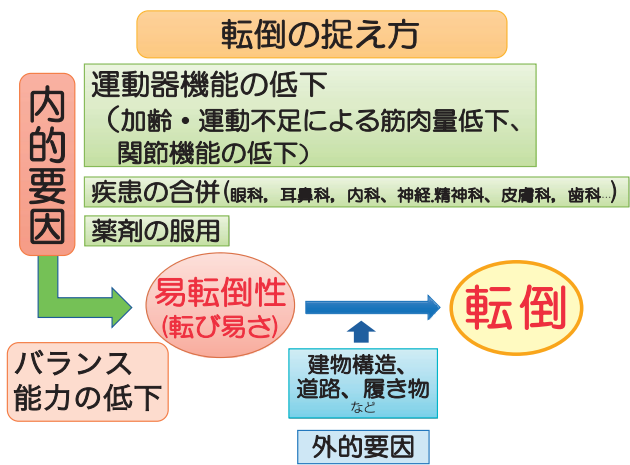 転倒の捉え方
内的要因
運動器機能の低下
（加齢・運動不足による筋肉量低下、
関節機能の低下）
疾患の合併(眼科，耳鼻科，内科、神経.精神科、皮膚科，歯科…)
薬剤の服用
易転倒性
(転び易さ)
転倒
バランス
能力の低下
建物構造、
道路、履き物
など
外的要因